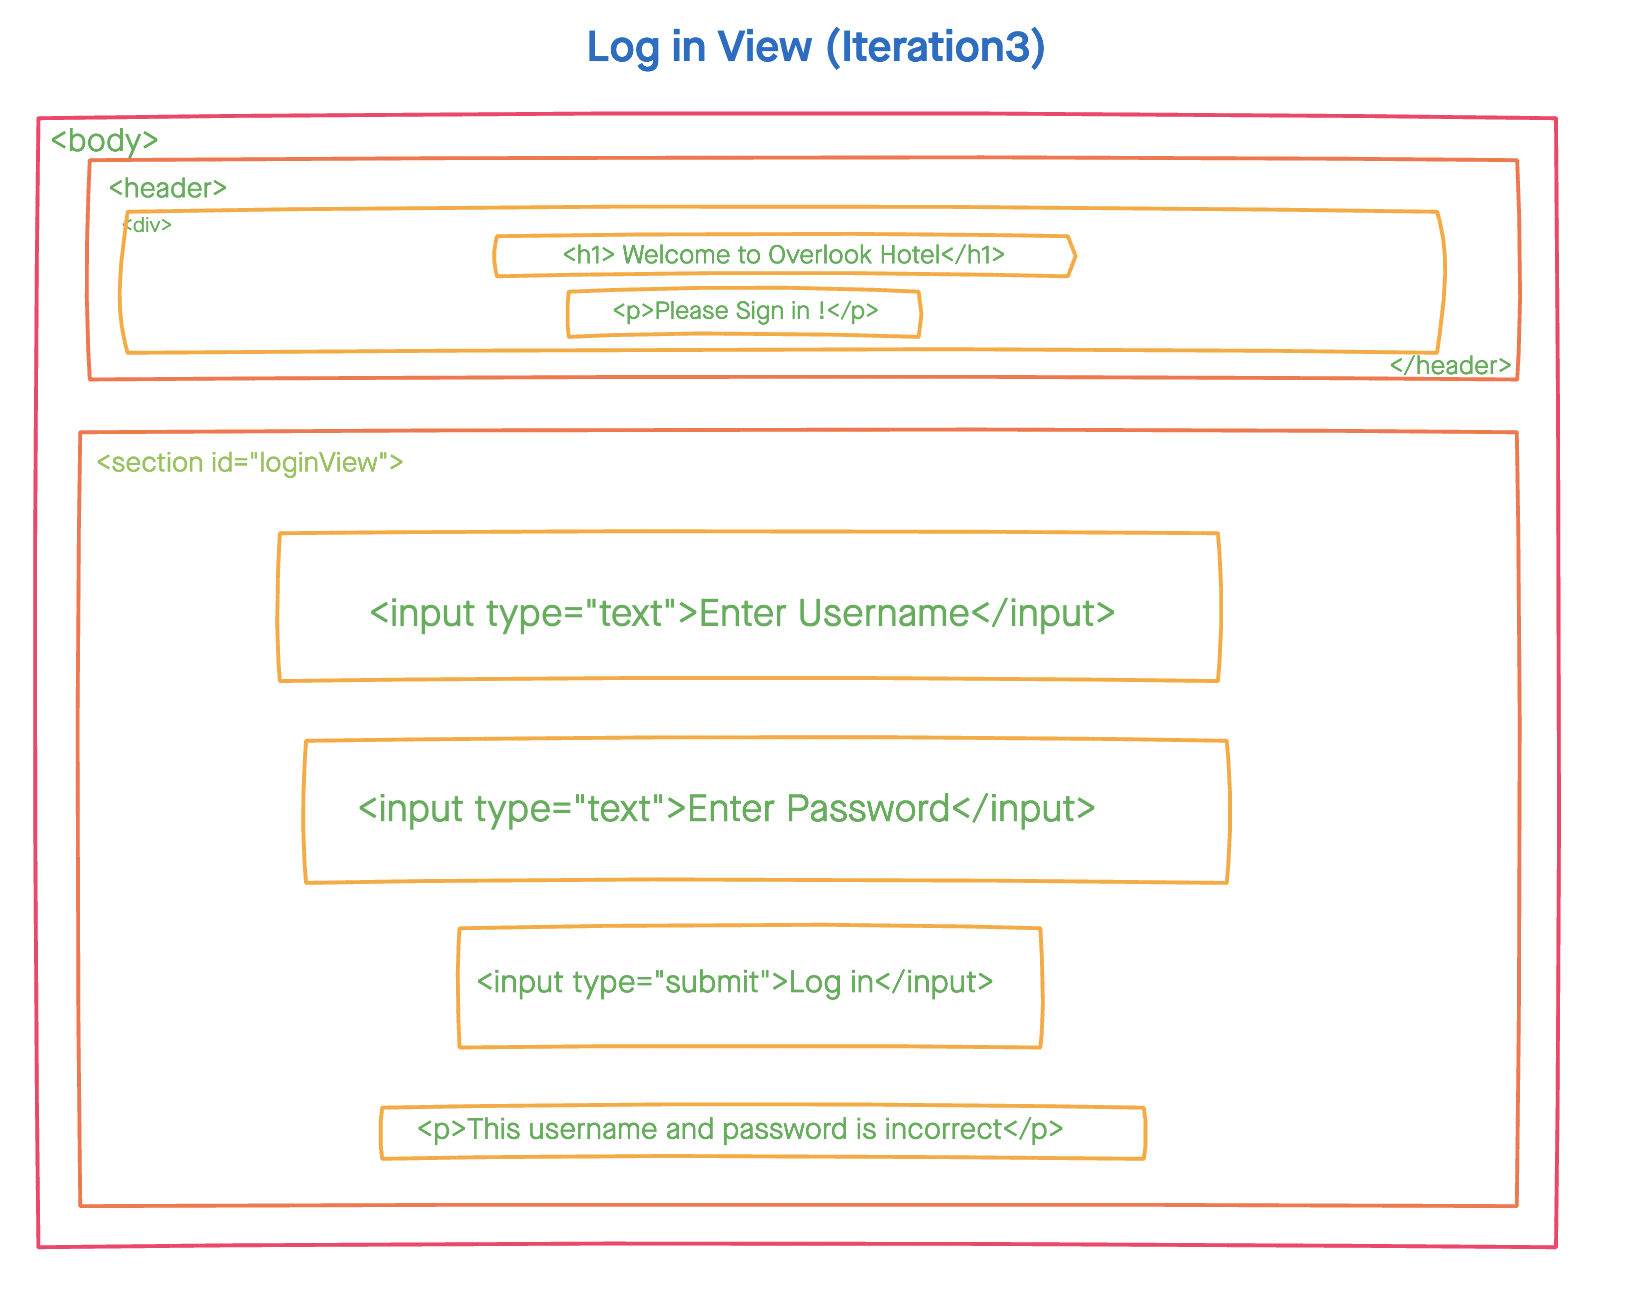 Log in View (Iteration3)
<body>
<header>
<div>
<h1> Welcome to Overlook Hotel</h1>
<p>Please Sign in !</p>
</header>
<section id="loginView">
<input type="text">Enter Username</input>
<input type="text">Enter Password</input>
<input type="submit">Log in</input>
<p>This username and password is incorrect</p>